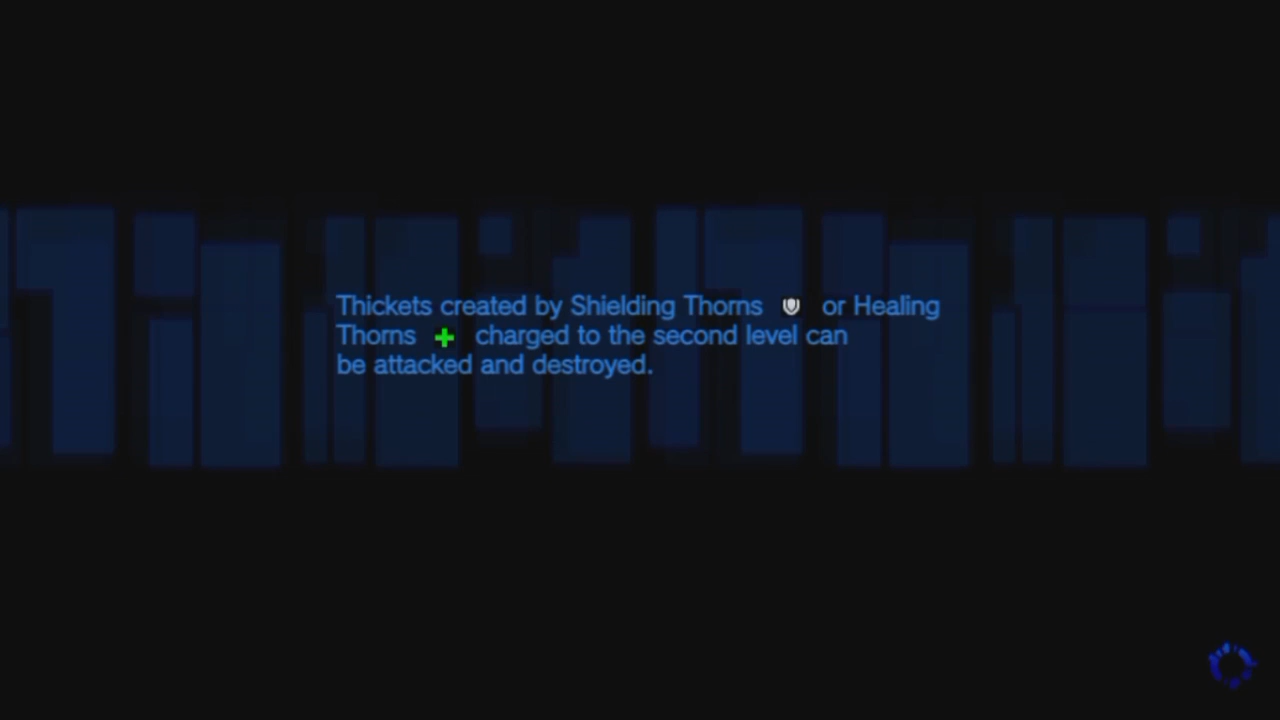 Thickets created by Shielding Thorns or Healing
Thorns charged to the second level can
be attacked and destroyed.